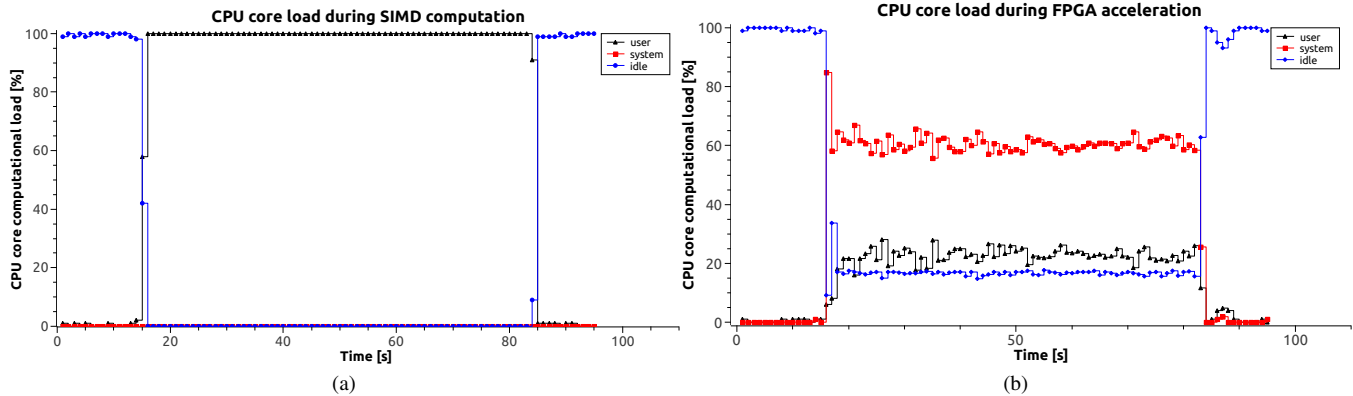 CPU core load during SIMD computation
100
80
60
40
20
0
0
20
40
60
80
100
CPU core computational load [%]
Time [s]
user
system
idle
(a)
CPU core load during FPGA acceleration
100
80
60
40
20
0
0
50
100
CPU core computational load [%]
Time [s]
user
system
idle
(b)